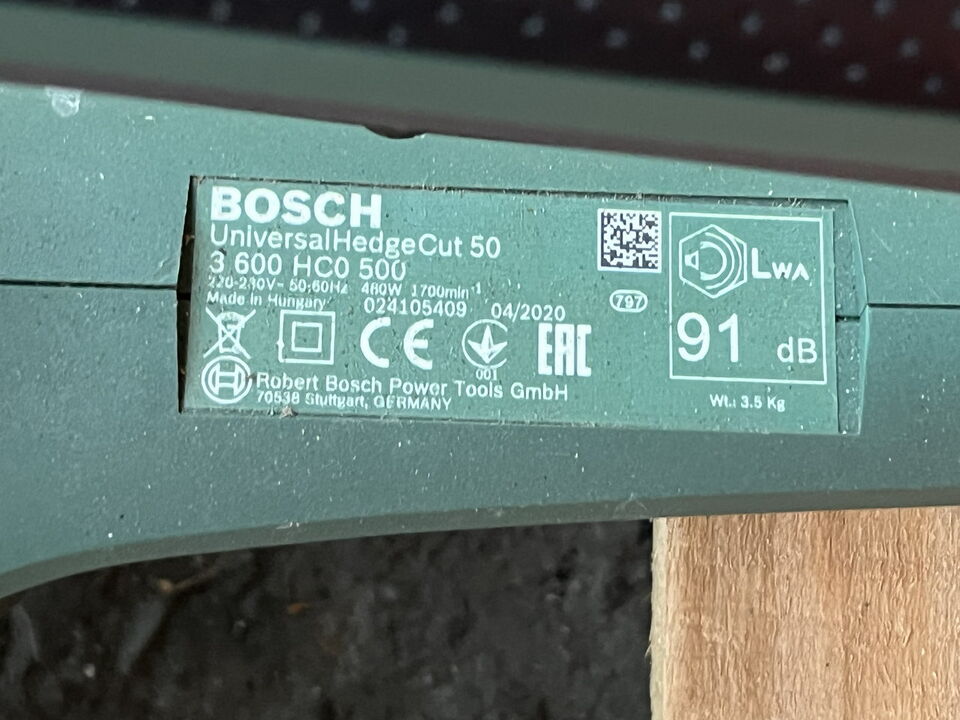 BOSCH
UniversalHedgeCut 50
3 600 HC0 500
220-230V~ 50/60Hz 480W 1700min⁻¹
Made in Hungary 024105409 04/2020
797
CE
001
EAC
Robert Bosch Power Tools GmbH
70538 Stuttgart, GERMANY
LWA
91 dB
Wt.: 3.5 Kg